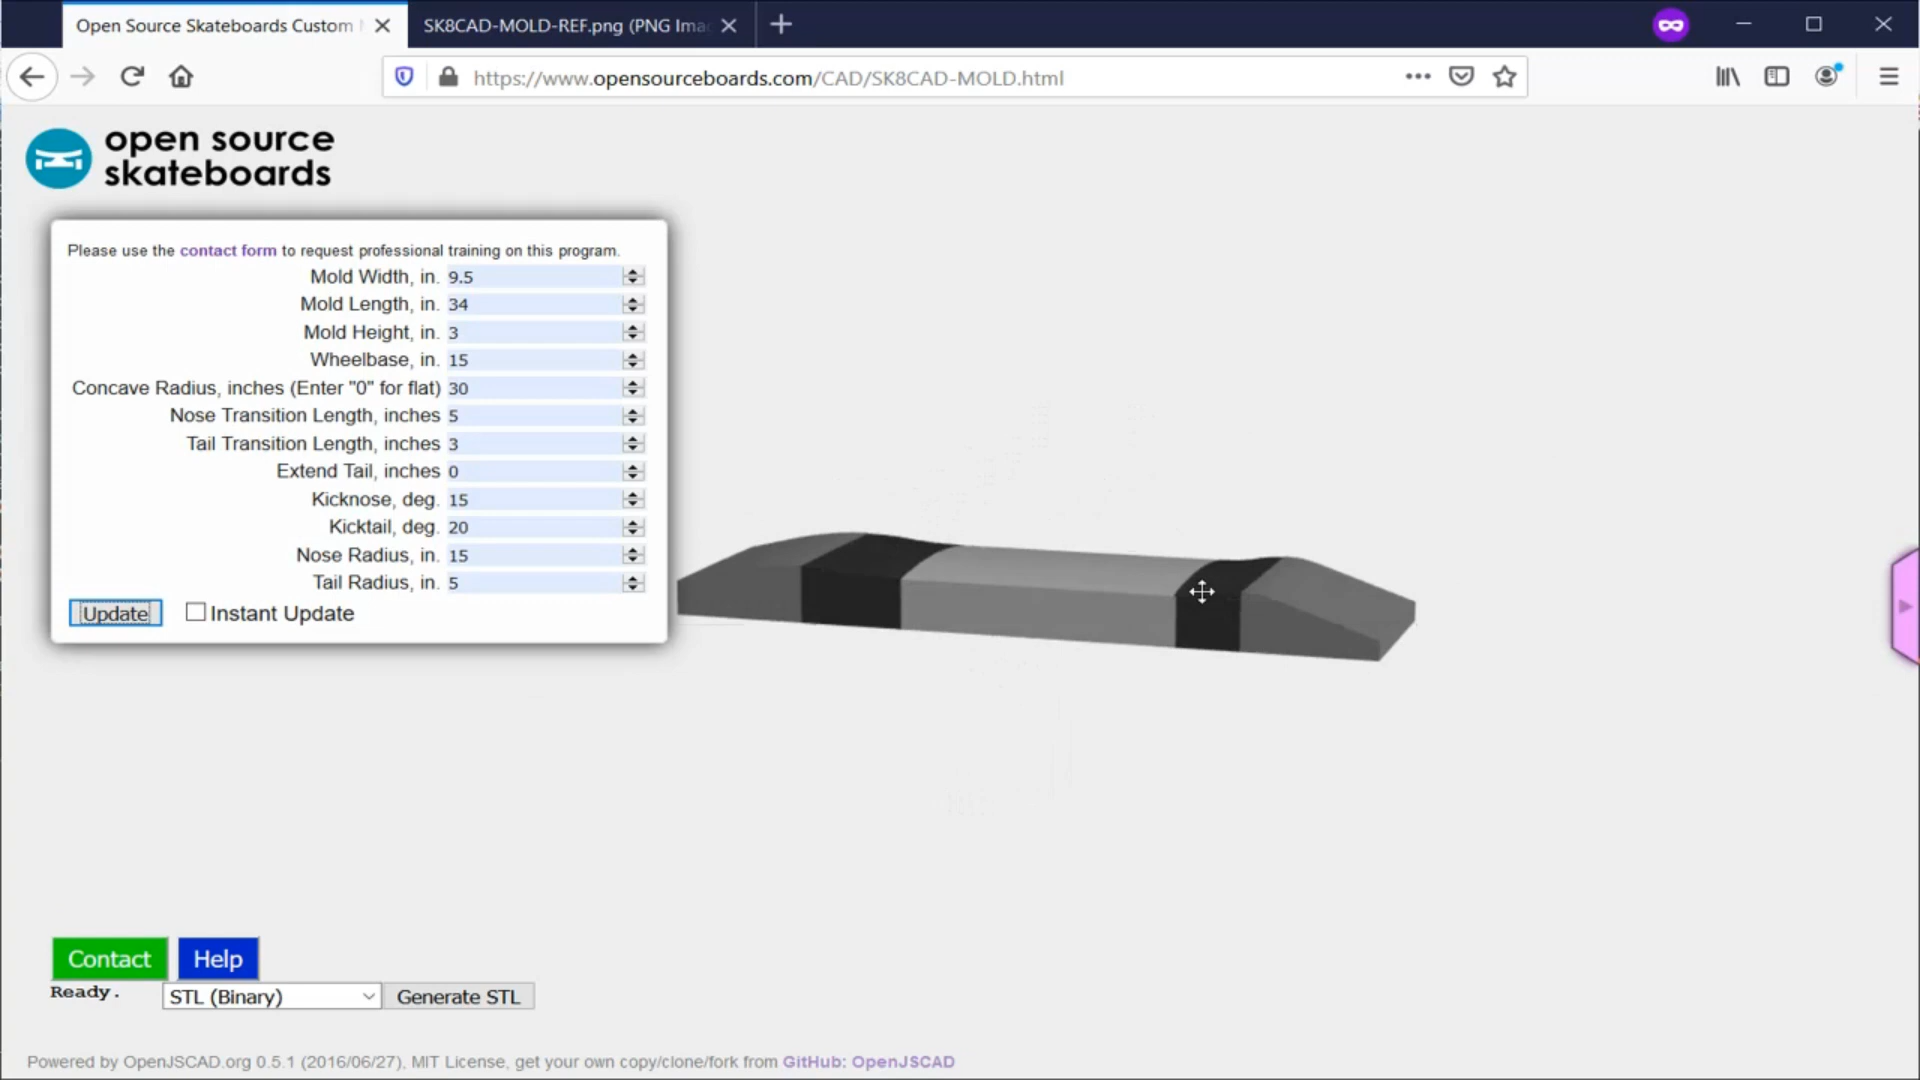 Open Source Skateboards Custom
SK8CAD-MOLD-REF.png (PNG Ima
https://www.opensourceboards.com/CAD/SK8CAD-MOLD.html
open source
skateboards
Please use the contact form to request professional training on this program.
Mold Width, in. 9.5
Mold Length, in. 34
Mold Height, in. 3
Wheelbase, in. 15
Concave Radius, inches (Enter "0" for flat) 30
Nose Transition Length, inches 5
Tail Transition Length, inches 3
Extend Tail, inches 0
Kicknose, deg. 15
Kicktail, deg. 20
Nose Radius, in. 15
Tail Radius, in. 5
Update Instant Update
Contact Help
Ready. STL (Binary) Generate STL
Powered by OpenJSCAD.org 0.5.1 (2016/06/27), MIT License, get your own copy/clone/fork from GitHub: OpenJSCAD